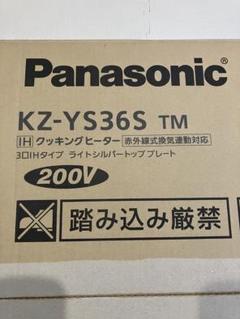 Panasonic®
KZ-YS36S TM
IH クッキングヒーター 赤外線式換気連動対応
3口IHタイプ ライトシルバートップ プレート
200V
踏み込み厳禁